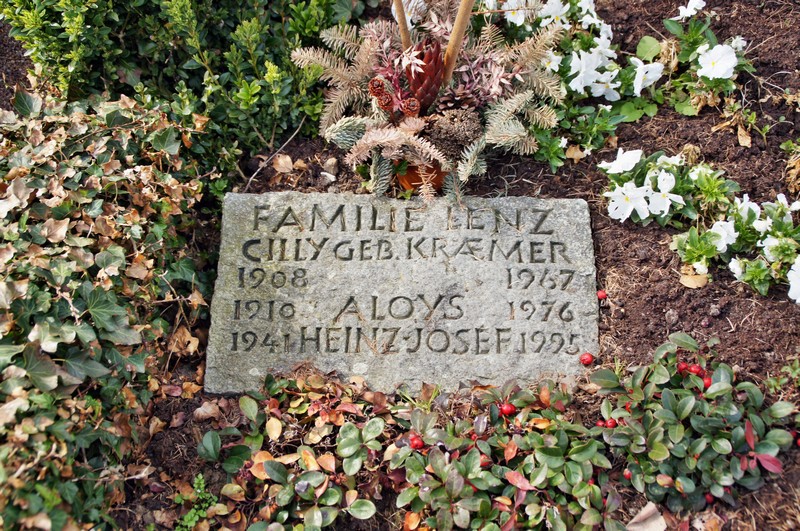 FAMILIE LENZ
CILLY GEB. KRÆMER
1908 1967
1910 ALOYS 1976
1941 HEINZ-JOSEF 1995